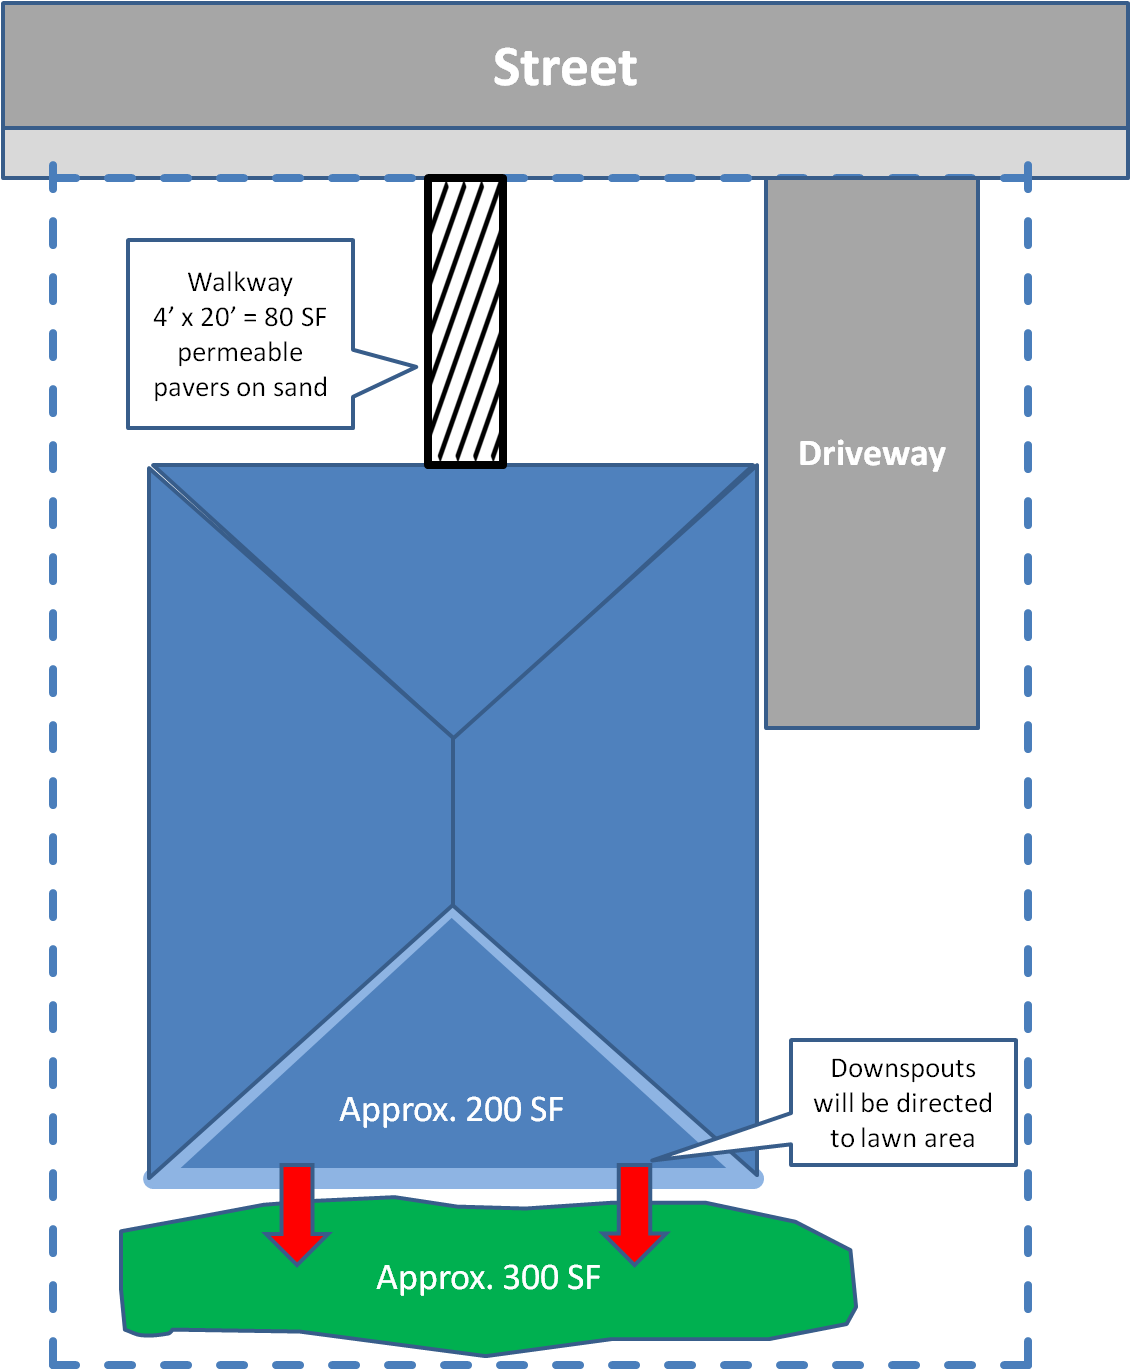 Street
Walkway
4’ x 20’ = 80 SF
permeable
pavers on sand
Driveway
Approx. 200 SF
Downspouts
will be directed
to lawn area
Approx. 300 SF